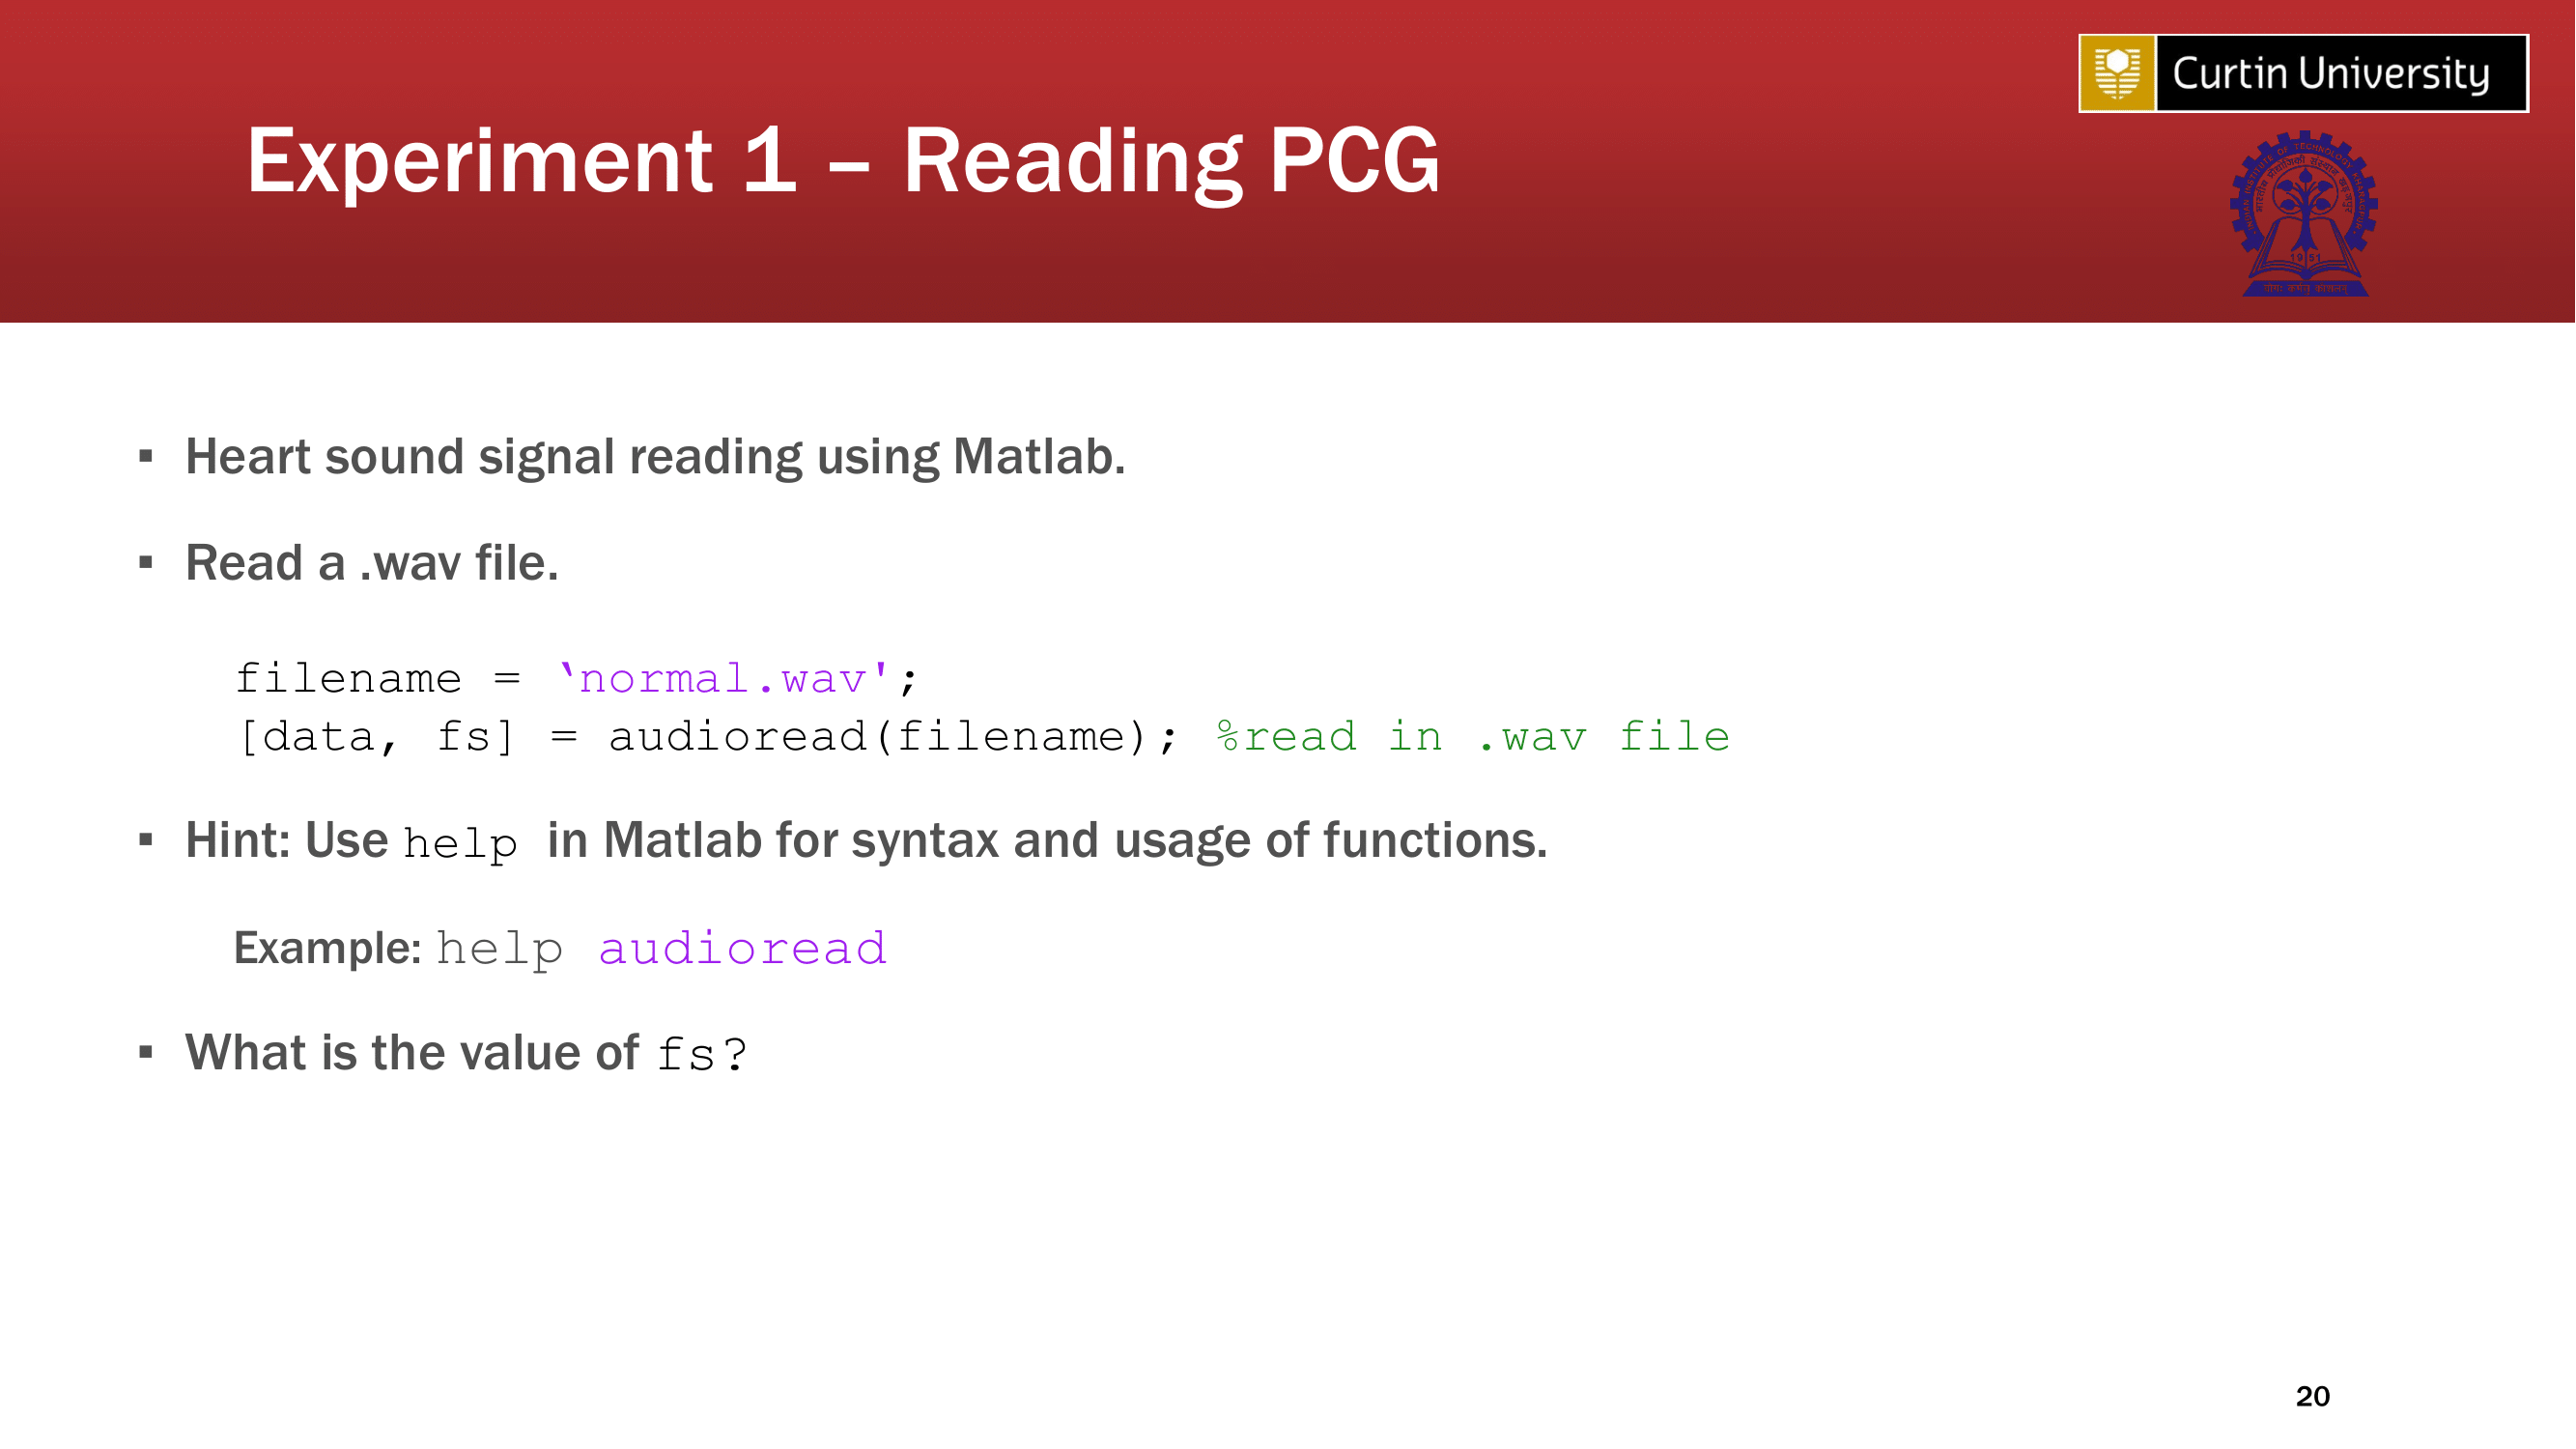 Curtin University
Experiment 1 – Reading PCG
1951
▪ Heart sound signal reading using Matlab.
▪ Read a .wav file.
filename = ‘normal.wav';
[data, fs] = audioread(filename); %read in .wav file
▪ Hint: Use help in Matlab for syntax and usage of functions.
Example: help audioread
▪ What is the value of fs?
20